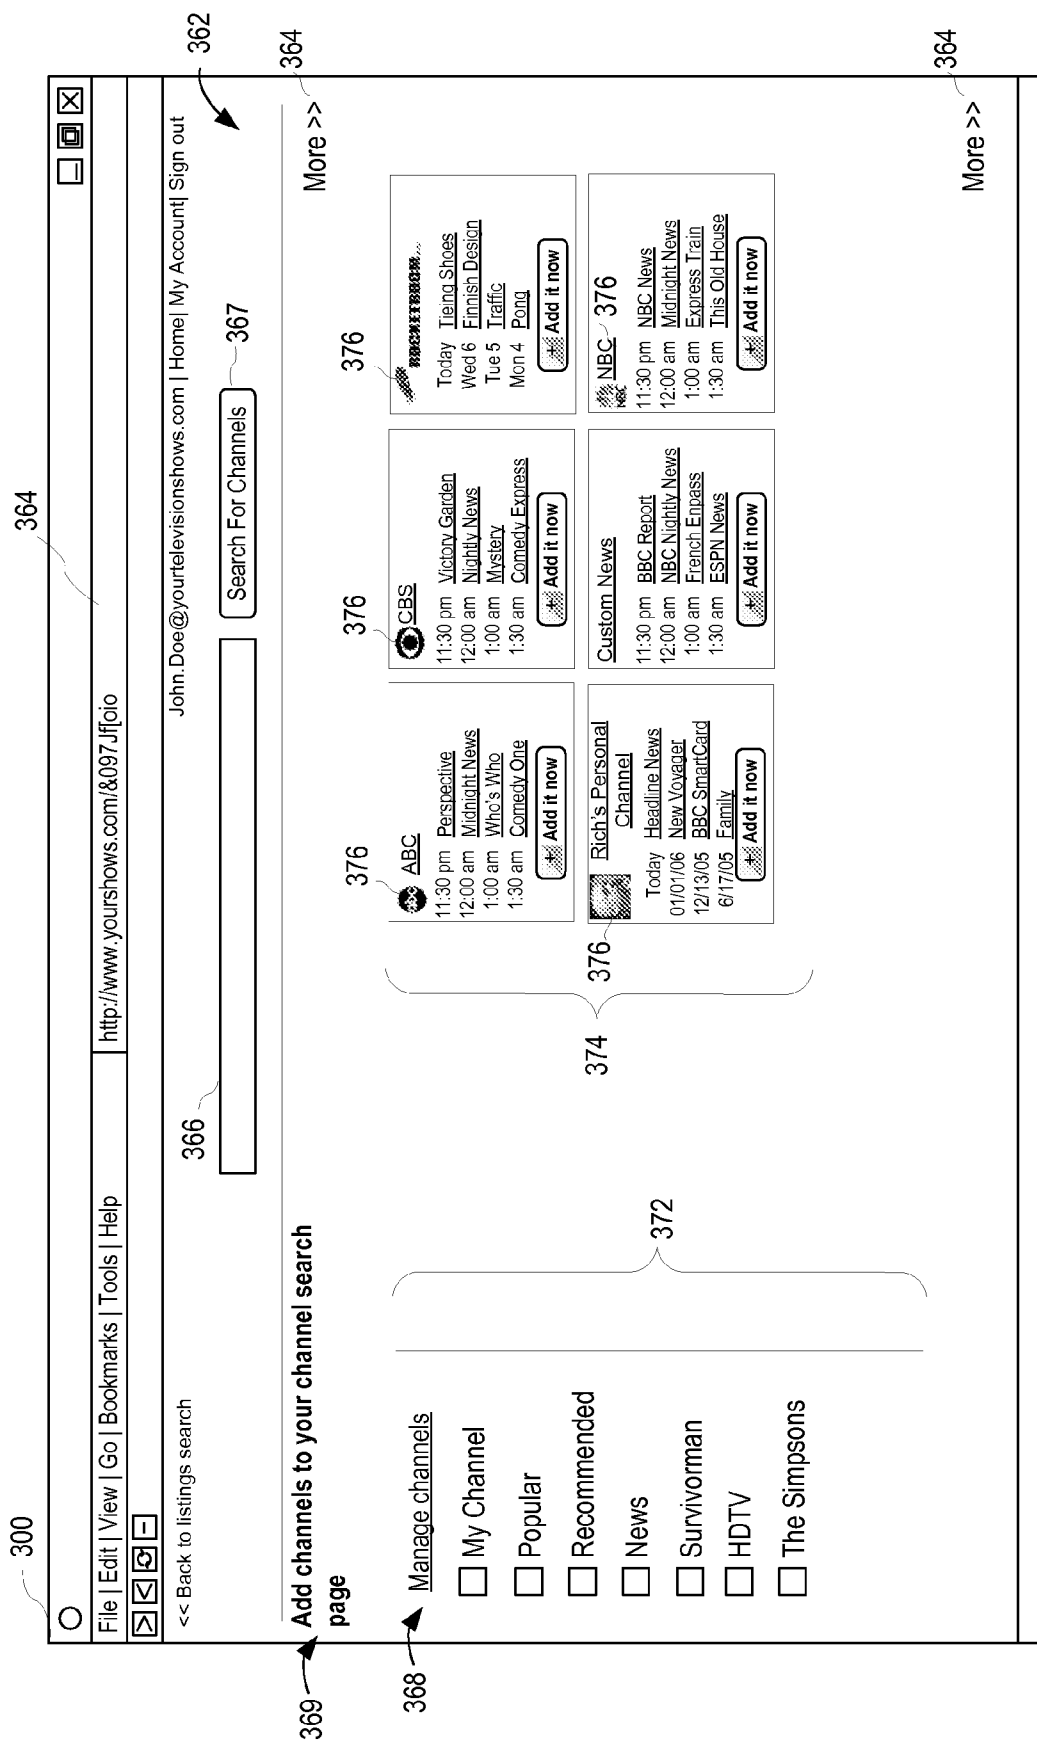 300
364
File | Edit | View | Go | Bookmarks | Tools | Help
http://www.yourshows.com/&097Jf[oio
<< Back to listings search
John.Doe@yourtelevisionshows.com | Home| My Account| Sign out
362
366
Search For Channels
367
369
Add channels to your channel search
page
More >>
364
368
Manage channels
My Channel
Popular
Recommended
News
Survivorman
HDTV
The Simpsons
372
374
376
ABC
11:30 pm Perspective
12:00 am Midnight News
1:00 am Who's Who
1:30 am Comedy One
+ Add it now
376
CBS
11:30 pm Victory Garden
12:00 am Nightly News
1:00 am Mystery
1:30 am Comedy Express
+ Add it now
376
Today Tieing Shoes
Wed 6 Finnish Design
Tue 5 Traffic
Mon 4 Pong
+ Add it now
376
Rich's Personal
Channel
Today Headline News
01/01/06 New Voyager
12/13/05 BBC SmartCard
6/17/05 Family
+ Add it now
Custom News
11:30 pm BBC Report
12:00 am NBC Nightly News
1:00 am French Enpass
1:30 am ESPN News
+ Add it now
NBC
NBC 376
11:30 pm NBC News
12:00 am Midnight News
1:00 am Express Train
1:30 am This Old House
+ Add it now
More >>
364